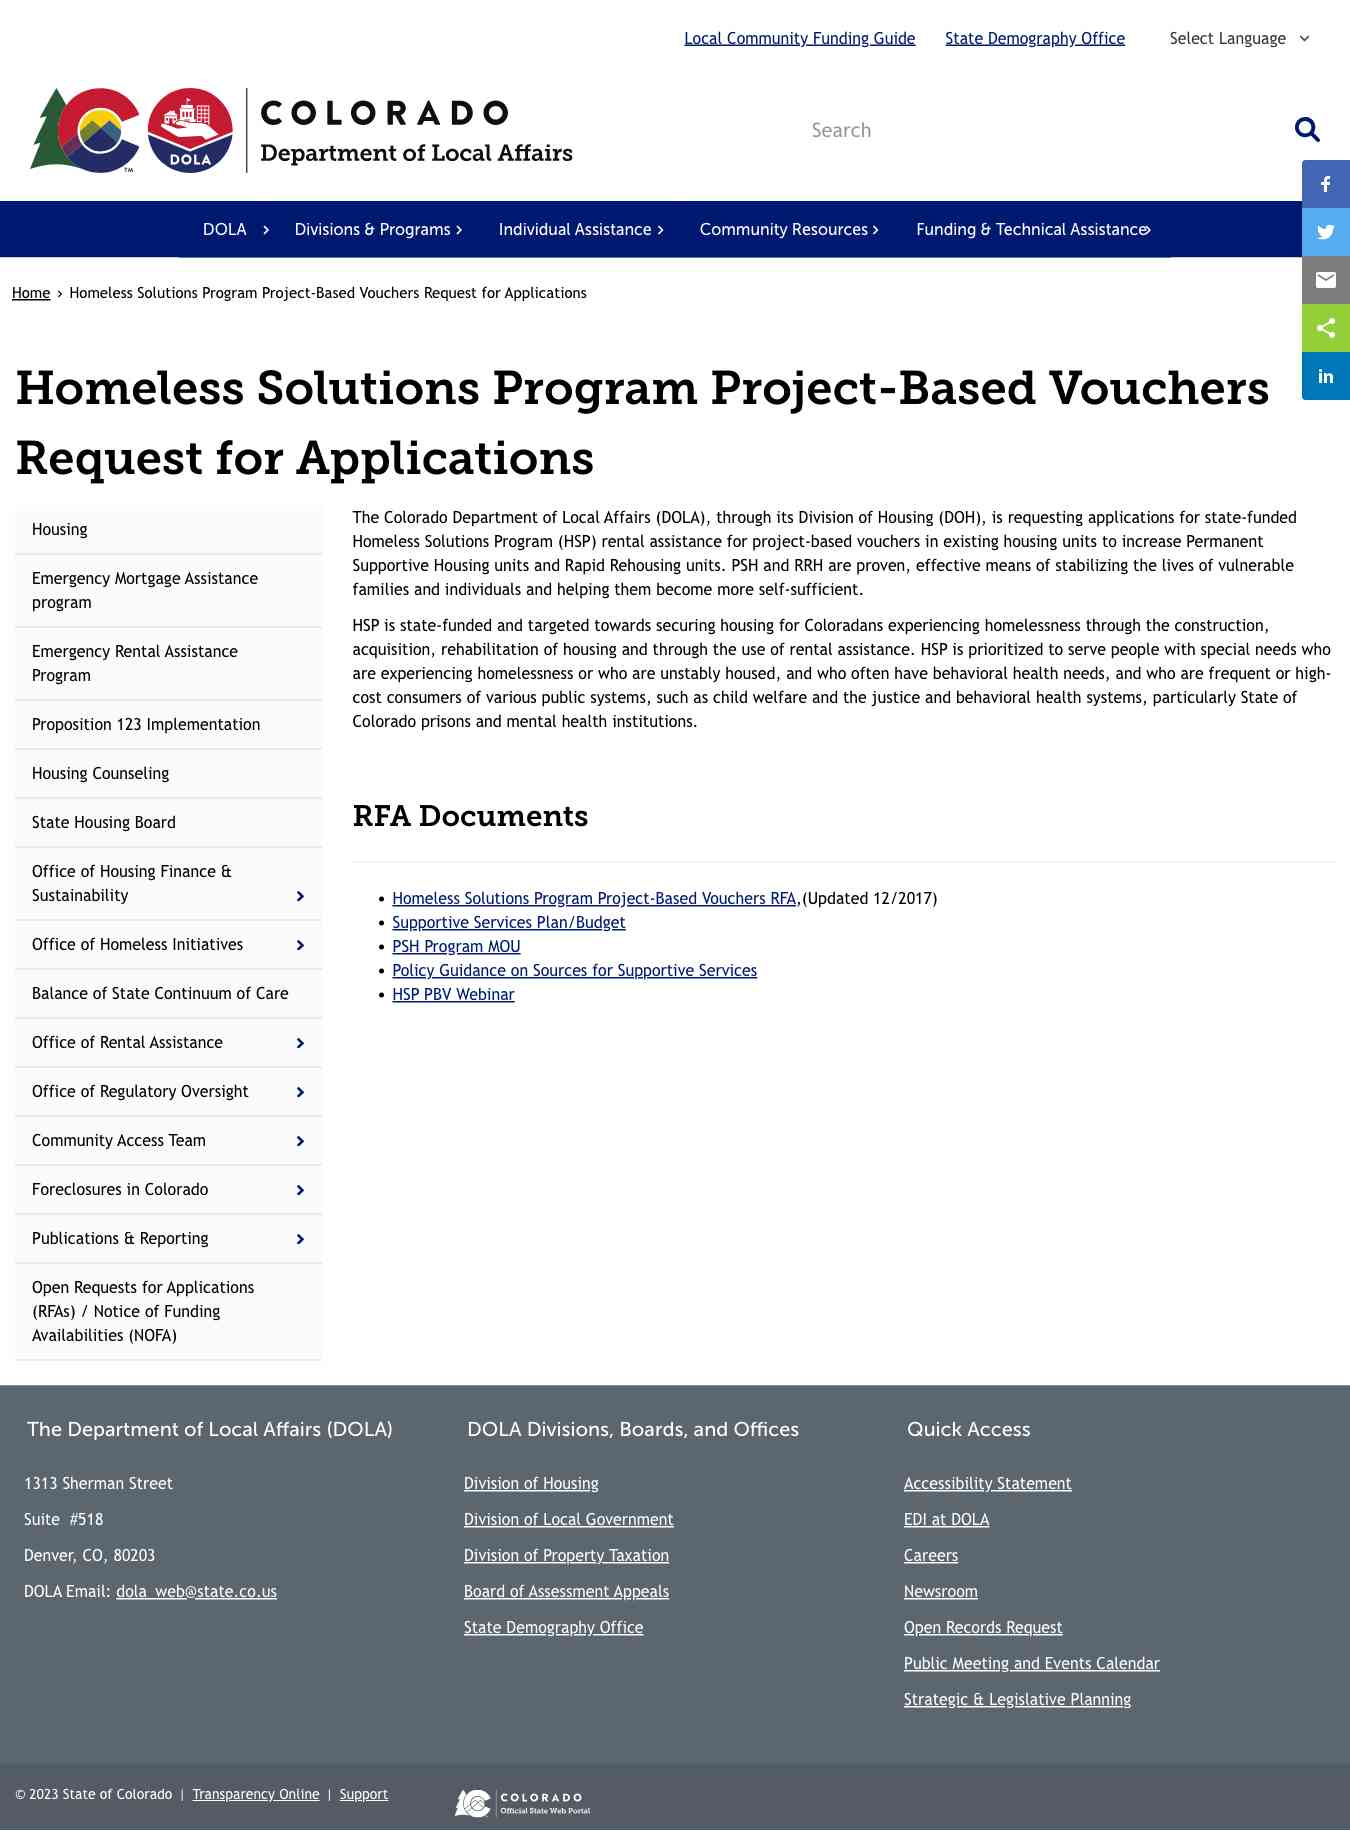 Local Community Funding Guide State Demography Office Select Language
TM
DOLA
COLORADO
Department of Local Affairs
Search
DOLA Divisions & Programs Individual Assistance Community Resources Funding & Technical Assistance
Home › Homeless Solutions Program Project-Based Vouchers Request for Applications
Homeless Solutions Program Project-Based Vouchers
Request for Applications
Housing
Emergency Mortgage Assistance
program
Emergency Rental Assistance
Program
Proposition 123 Implementation
Housing Counseling
State Housing Board
Office of Housing Finance &
Sustainability
Office of Homeless Initiatives
Balance of State Continuum of Care
Office of Rental Assistance
Office of Regulatory Oversight
Community Access Team
Foreclosures in Colorado
Publications & Reporting
Open Requests for Applications
(RFAs) / Notice of Funding
Availabilities (NOFA)
The Colorado Department of Local Affairs (DOLA), through its Division of Housing (DOH), is requesting applications for state-funded
Homeless Solutions Program (HSP) rental assistance for project-based vouchers in existing housing units to increase Permanent
Supportive Housing units and Rapid Rehousing units. PSH and RRH are proven, effective means of stabilizing the lives of vulnerable
families and individuals and helping them become more self-sufficient.
HSP is state-funded and targeted towards securing housing for Coloradans experiencing homelessness through the construction,
acquisition, rehabilitation of housing and through the use of rental assistance. HSP is prioritized to serve people with special needs who
are experiencing homelessness or who are unstably housed, and who often have behavioral health needs, and who are frequent or high-
cost consumers of various public systems, such as child welfare and the justice and behavioral health systems, particularly State of
Colorado prisons and mental health institutions.
RFA Documents
• Homeless Solutions Program Project-Based Vouchers RFA,(Updated 12/2017)
• Supportive Services Plan/Budget
• PSH Program MOU
• Policy Guidance on Sources for Supportive Services
• HSP PBV Webinar
The Department of Local Affairs (DOLA)
1313 Sherman Street
Suite #518
Denver, CO, 80203
DOLA Email: dola_web@state.co.us
DOLA Divisions, Boards, and Offices
Division of Housing
Division of Local Government
Division of Property Taxation
Board of Assessment Appeals
State Demography Office
Quick Access
Accessibility Statement
EDI at DOLA
Careers
Newsroom
Open Records Request
Public Meeting and Events Calendar
Strategic & Legislative Planning
© 2023 State of Colorado | Transparency Online | Support
COLORADO
Official State Web Portal